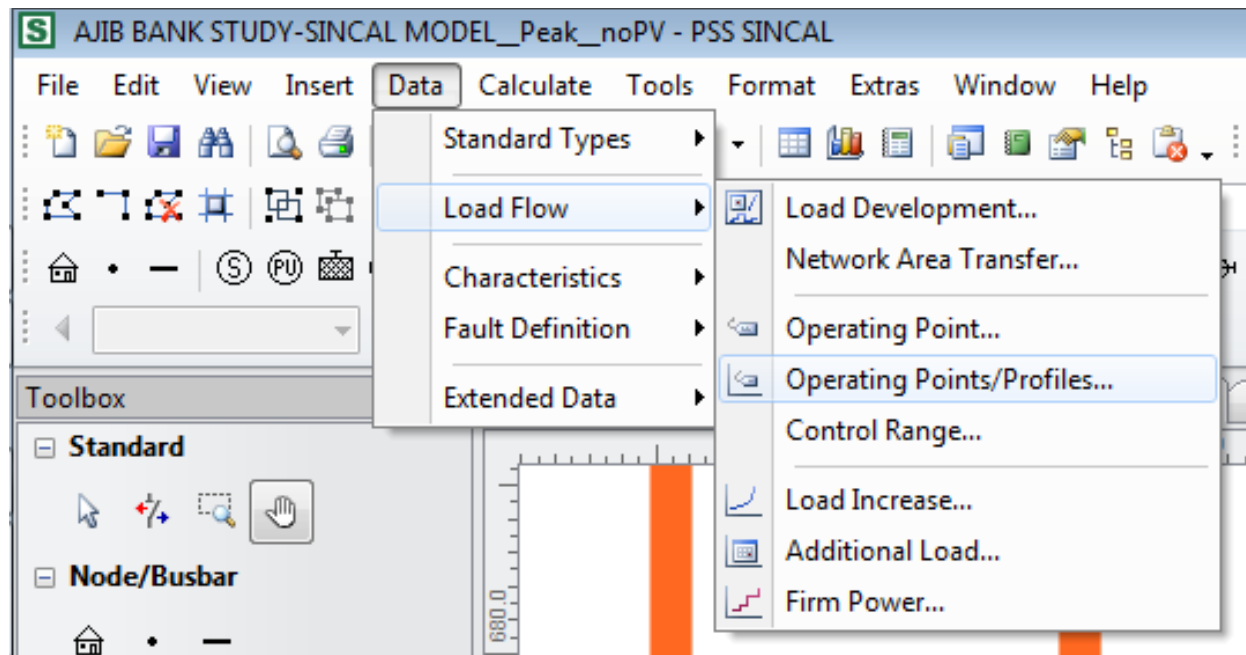 S AJIB BANK STUDY-SINCAL MODEL__Peak__noPV - PSS SINCAL
File Edit View Insert Data Calculate Tools Format Extras Window Help
Standard Types
Load Flow
Characteristics
Fault Definition
Extended Data
Load Development...
Network Area Transfer...
Operating Point...
Operating Points/Profiles...
Control Range...
Load Increase...
Additional Load...
Firm Power...
S PU
Toolbox
Standard
Node/Busbar
680.0